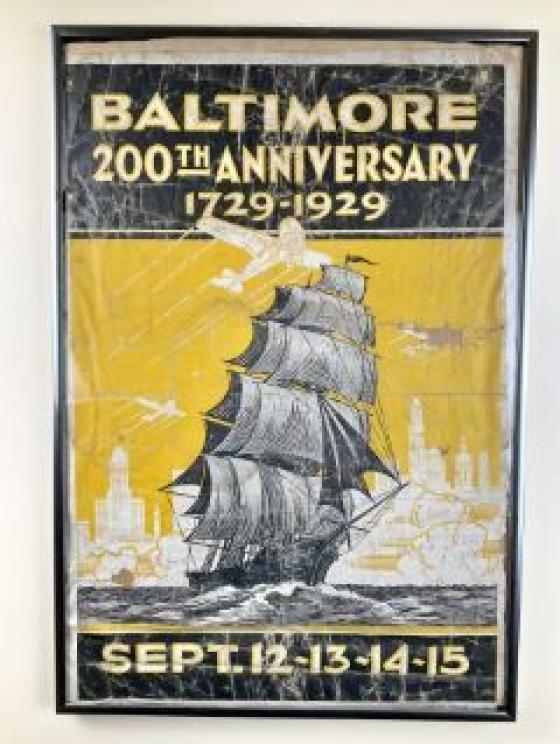 BALTIMORE
200TH ANNIVERSARY
1729-1929
SEPT. 12-13-14-15